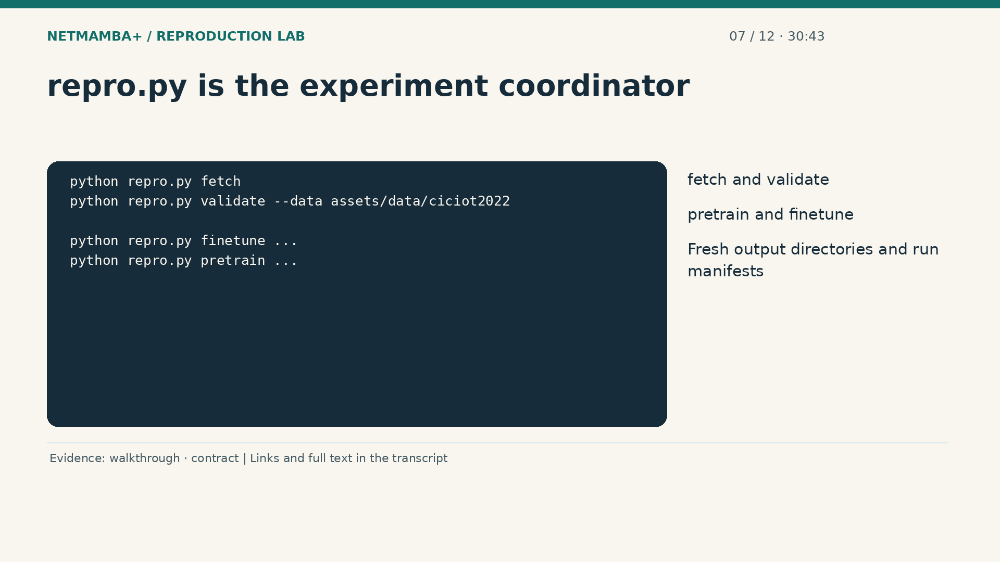 NETMAMBA+ / REPRODUCTION LAB
07 / 12 · 30:43
repro.py is the experiment coordinator
python repro.py fetch
python repro.py validate --data assets/data/ciciot2022
python repro.py finetune ...
python repro.py pretrain ...
fetch and validate
pretrain and finetune
Fresh output directories and run
manifests
Evidence: walkthrough · contract | Links and full text in the transcript